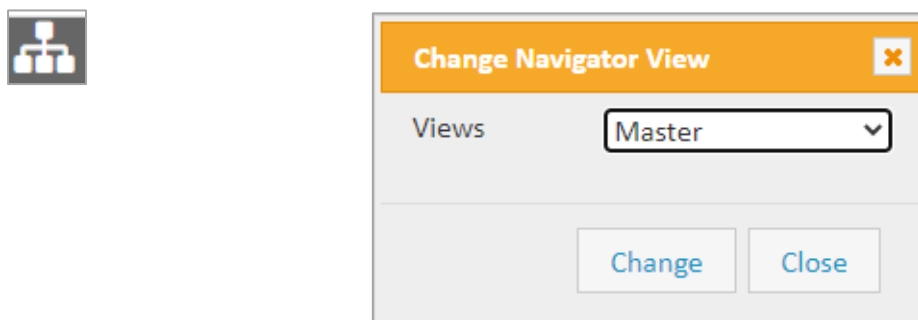 Change Navigator View
Views
Master
Change
Close